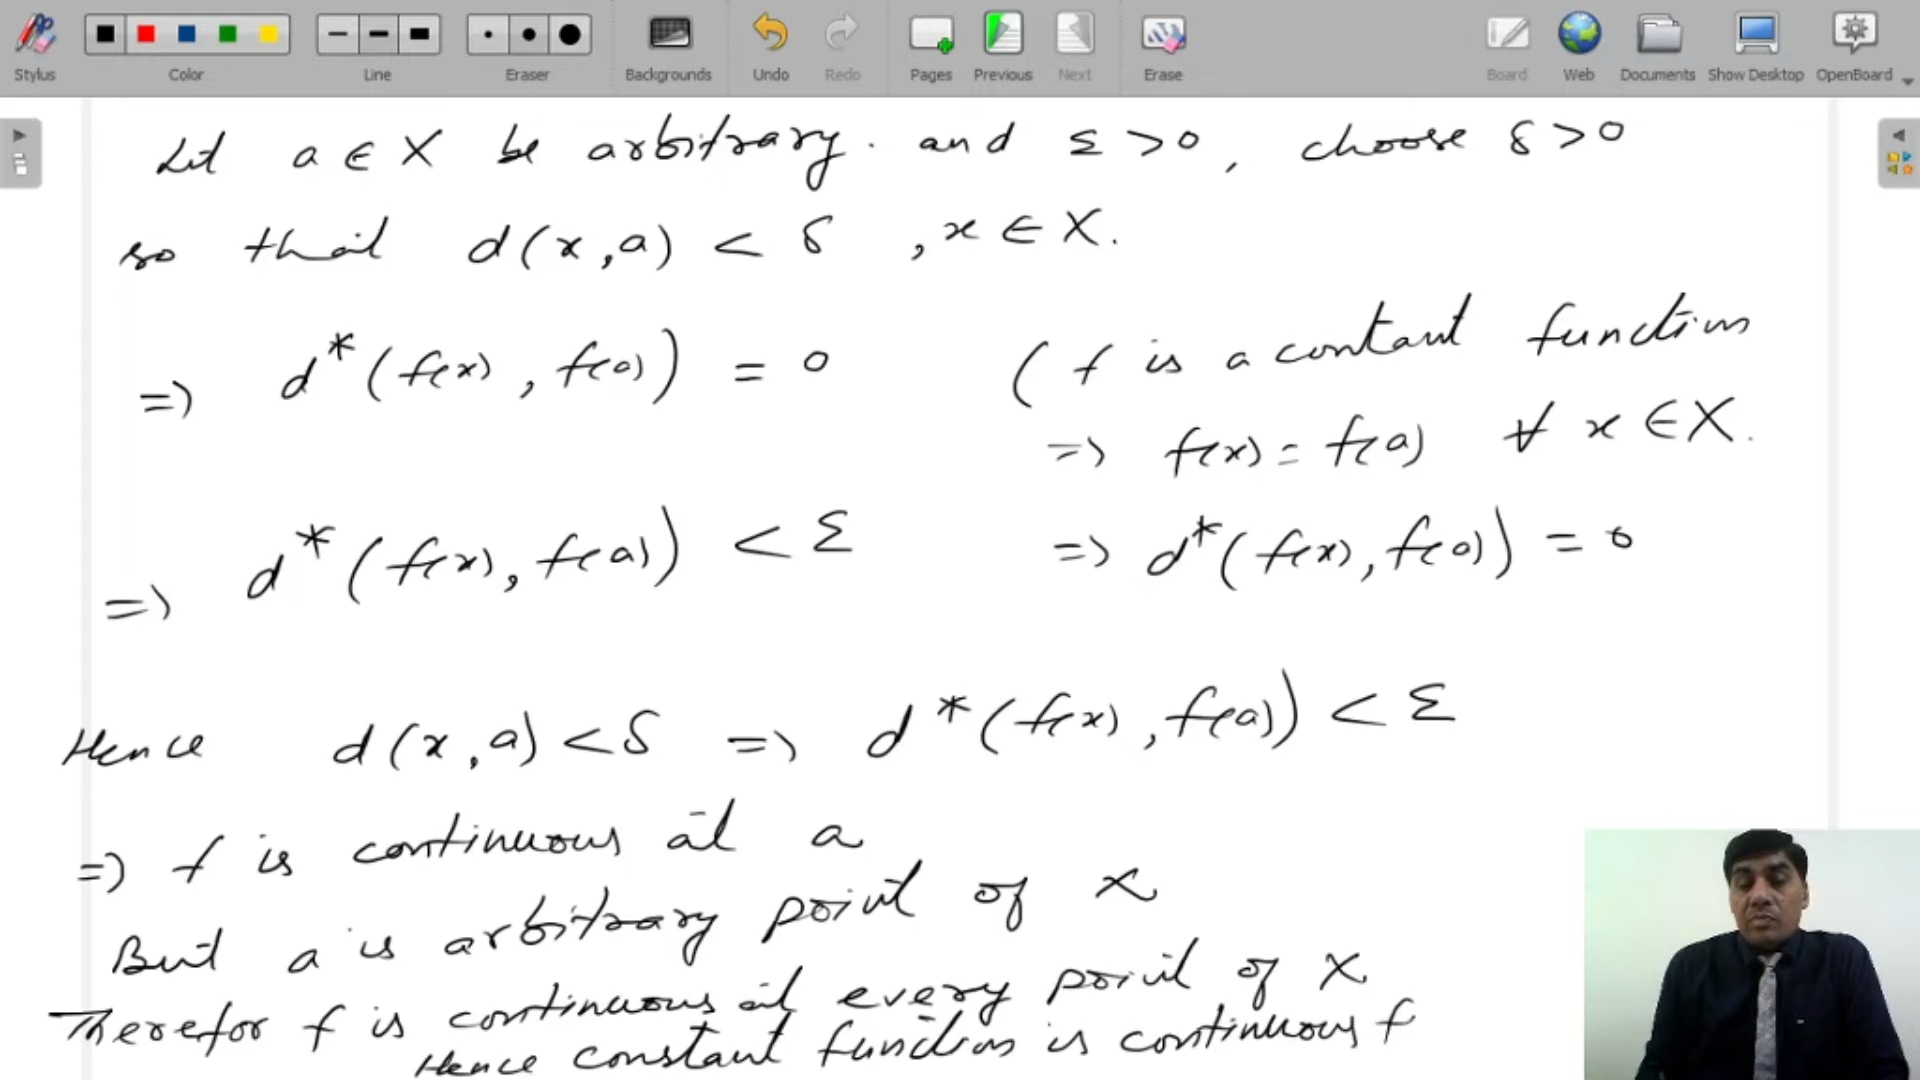 Stylus
Color
Line
Eraser
Backgrounds
Undo
Redo
Pages
Previous
Next
Erase
Board
Web
Documents
Show Desktop
OpenBoard
Let a ∈ X be arbitrary. and Σ > 0, choose δ > 0
so that d(x,a) < δ , x ∈ X.
=> d*(f(x), f(a)) = 0 ( f is a contant function
=> f(x) = f(a) ∀ x ∈ X.
=> d*(f(x), f(a)) < Σ => d*(f(x), f(a)) = 0
Hence d(x,a) < δ => d*(f(x), f(a)) < Σ
=> f is continuous at a
But a is arbitrary point of X
Therefor f is continuous at every point of X
Hence constant function is continuous f